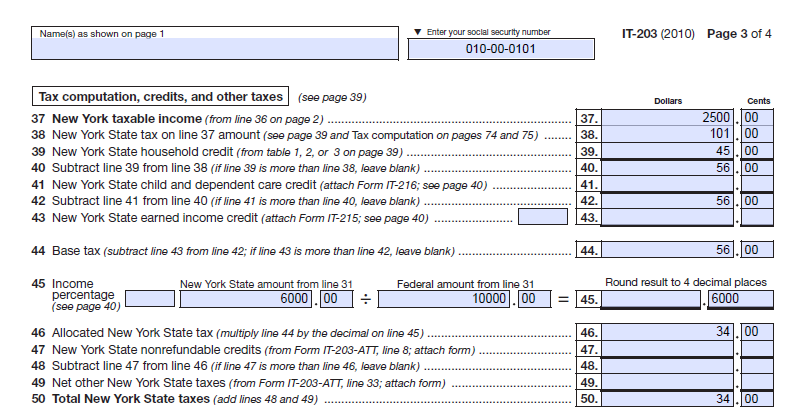 Name(s) as shown on page 1
▼ Enter your social security number
010-00-0101
IT-203 (2010) Page 3 of 4
Tax computation, credits, and other taxes (see page 39)
Dollars Cents
37 New York taxable income (from line 36 on page 2) 37. 2500 . 00
38 New York State tax on line 37 amount (see page 39 and Tax computation on pages 74 and 75) 38. 101 . 00
39 New York State household credit (from table 1, 2, or 3 on page 39) 39. 45 . 00
40 Subtract line 39 from line 38 (if line 39 is more than line 38, leave blank) 40. 56 . 00
41 New York State child and dependent care credit (attach Form IT-216; see page 40) 41. .
42 Subtract line 41 from line 40 (if line 41 is more than line 40, leave blank) 42. 56 . 00
43 New York State earned income credit (attach Form IT-215; see page 40) 43. .
44 Base tax (subtract line 43 from line 42; if line 43 is more than line 42, leave blank) 44. 56 . 00
45 Income New York State amount from line 31 Federal amount from line 31 Round result to 4 decimal places
percentage 6000 . 00 ÷ 10000 . 00 = 45. . 6000
(see page 40)
46 Allocated New York State tax (multiply line 44 by the decimal on line 45) 46. 34 . 00
47 New York State nonrefundable credits (from Form IT-203-ATT, line 8; attach form) 47. .
48 Subtract line 47 from line 46 (if line 47 is more than line 46, leave blank) 48. .
49 Net other New York State taxes (from Form IT-203-ATT, line 33; attach form) 49. .
50 Total New York State taxes (add lines 48 and 49) 50. 34 . 00